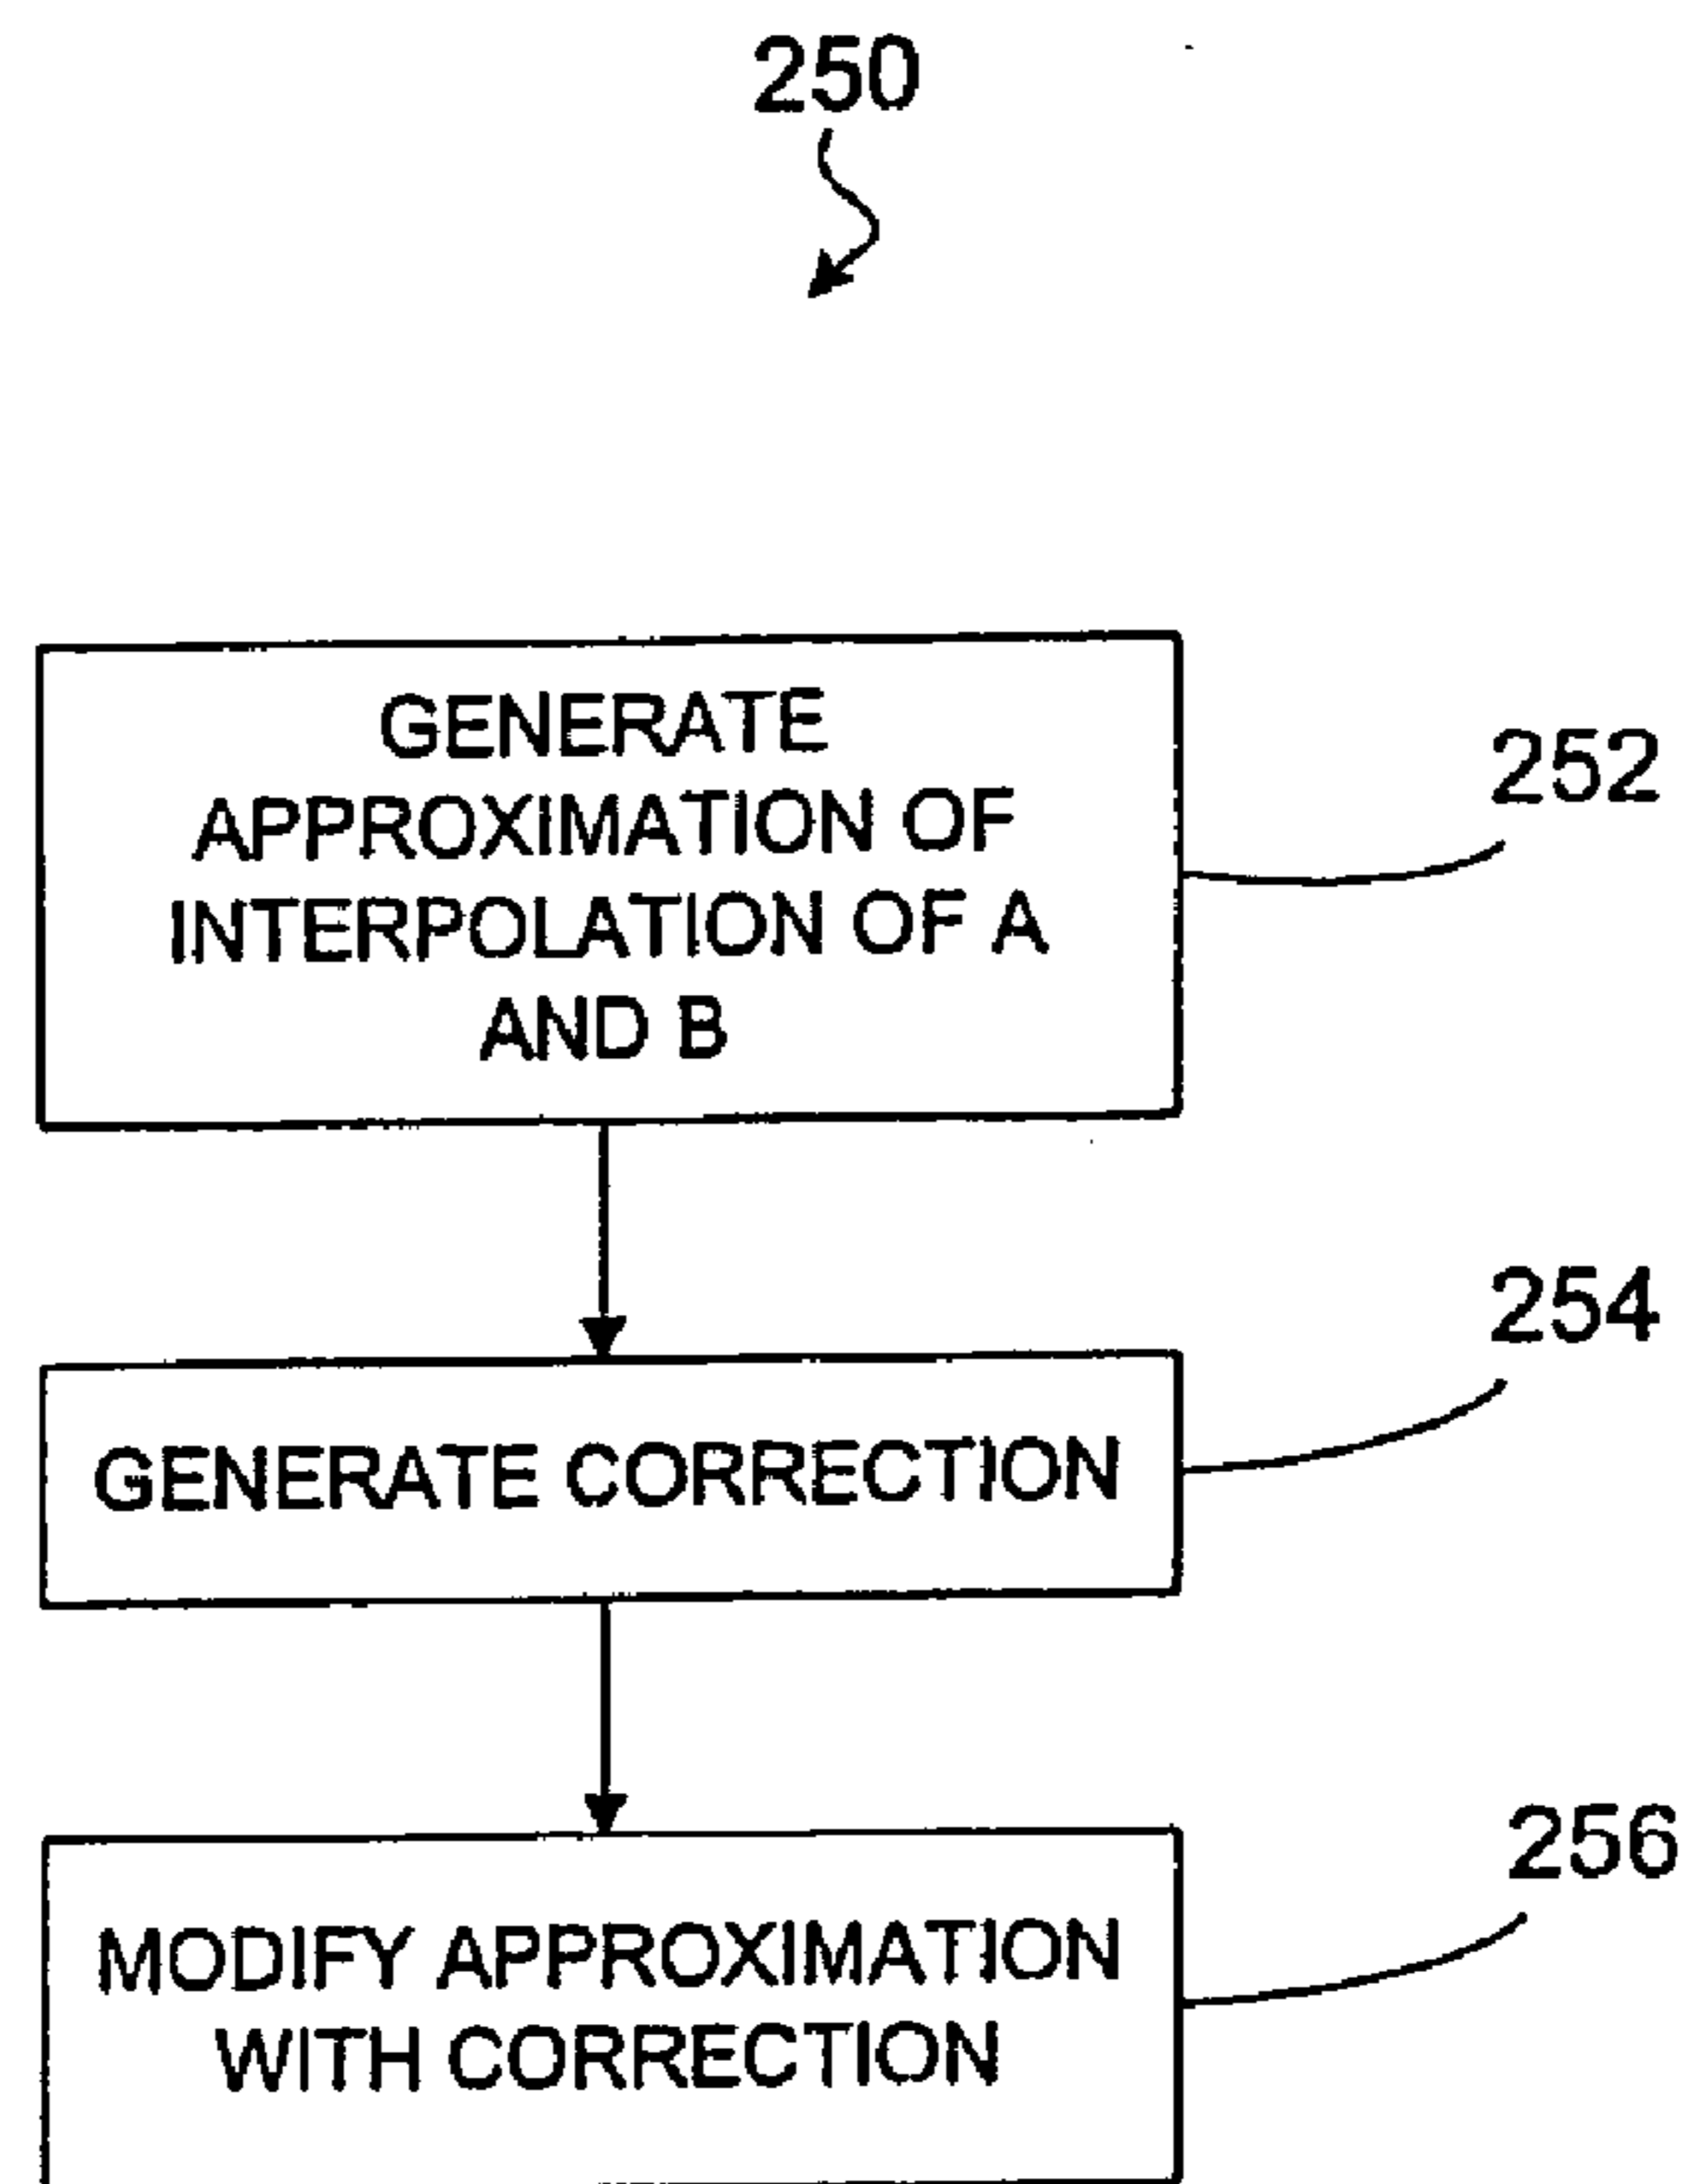 250
GENERATE
APPROXIMATION OF
INTERPOLATION OF A
AND B
252
254
GENERATE CORRECTION
256
MODIFY APPROXIMATION
WITH CORRECTION